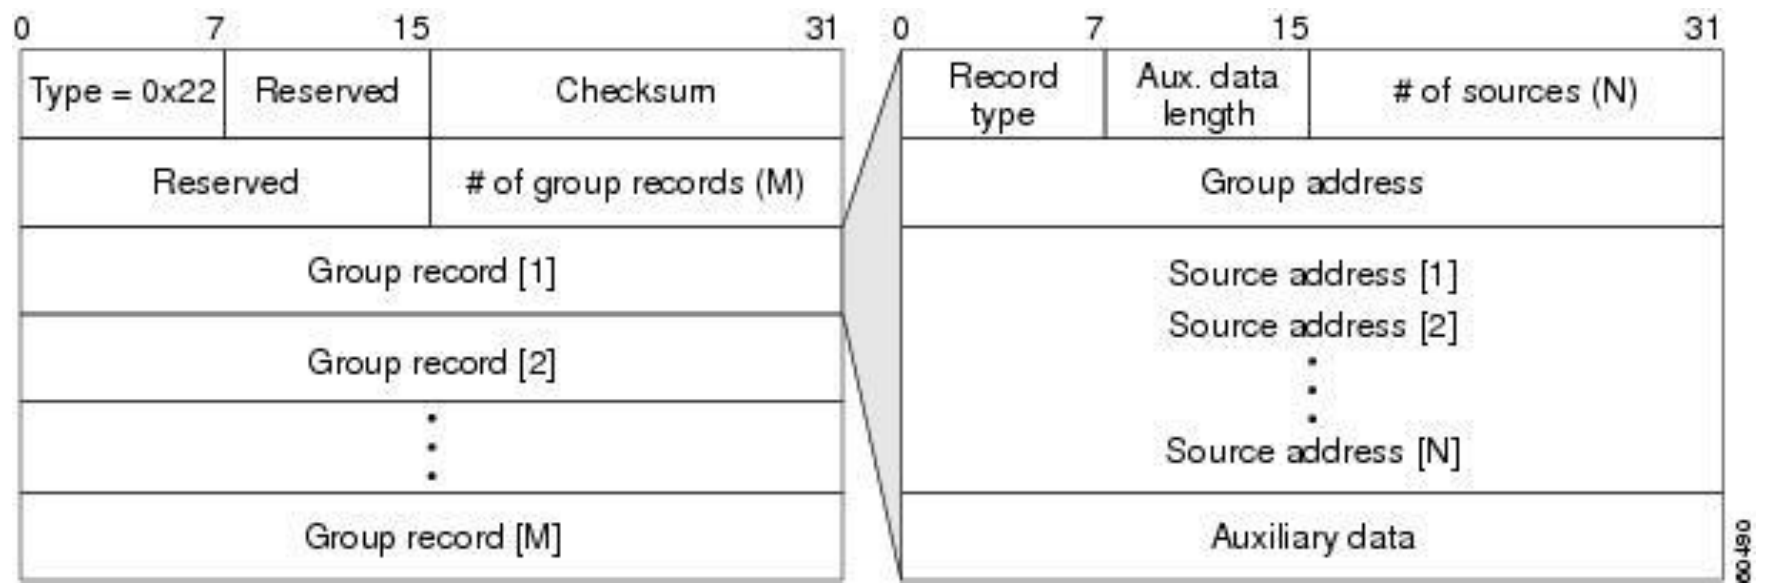 0 7 15 31
Type = 0x22 Reserved Checksum
Reserved # of group records (M)
Group record [1]
Group record [2]
Group record [M]
0 7 15 31
Record type Aux. data length # of sources (N)
Group address
Source address [1]
Source address [2]
Source address [N]
Auxiliary data
60490